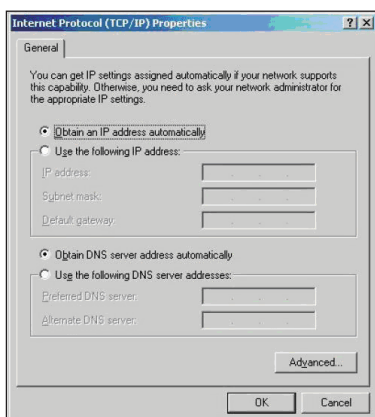 Internet Protocol (TCP/IP) Properties
General
You can get IP settings assigned automatically if your network supports
this capability. Otherwise, you need to ask your network administrator for
the appropriate IP settings.
Obtain an IP address automatically
Use the following IP address:
IP address:
Subnet mask:
Default gateway:
Obtain DNS server address automatically
Use the following DNS server addresses:
Preferred DNS server:
Alternate DNS server:
Advanced...
OK Cancel